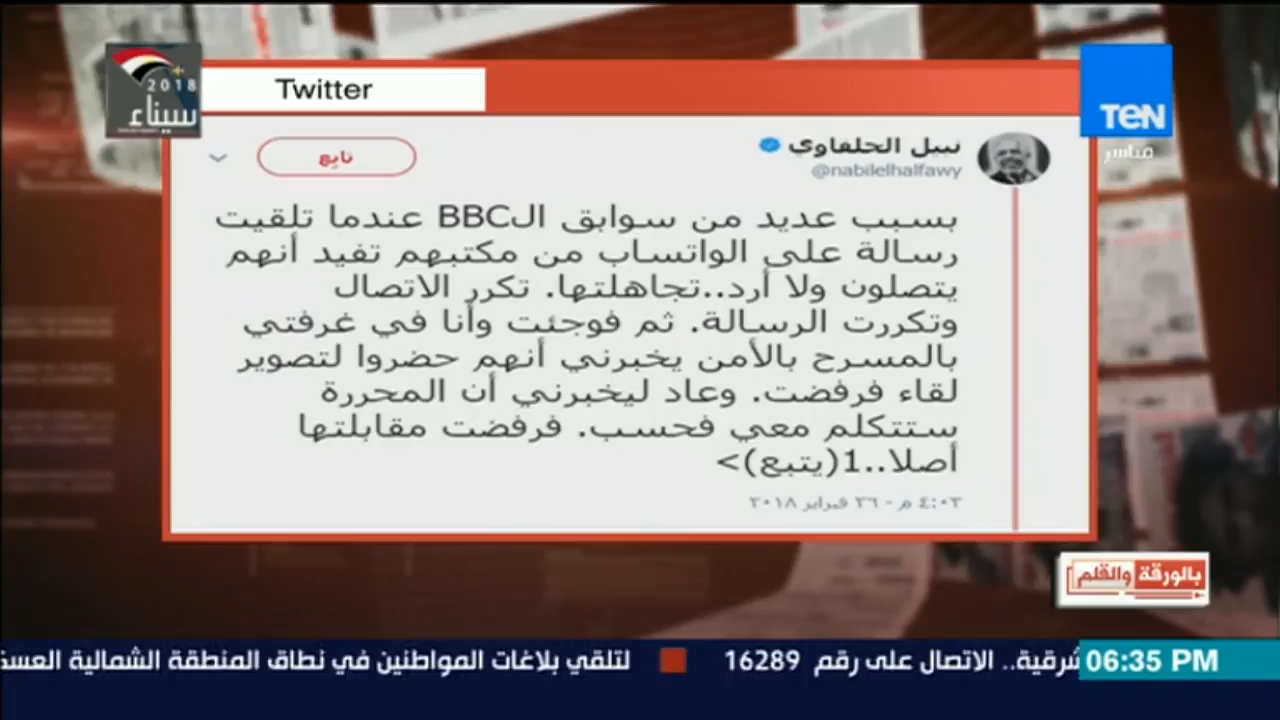 2018
سيناء
Twitter
TeN
مباشر
نبيل الحلفاوي
@nabilelhalfawy
تابع
بسبب عديد من سوابق الـBBC عندما تلقيت
رسالة على الواتساب من مكتبهم تفيد أنهم
يتصلون ولا أرد..تجاهلتها. تكرر الاتصال
وتكررت الرسالة. ثم فوجئت وأنا في غرفتي
بالمسرح بالأمن يخبرني أنهم حضروا لتصوير
لقاء فرفضت. وعاد ليخبرني أن المحررة
ستتكلم معي فحسب. فرفضت مقابلتها
أصلا..1(يتبع)>
٤:٠٣ م - ٢٦ فبراير ٢٠١٨
بالورقة والقلم
06:35 PM
شرقية.. الاتصال على رقم 16289 لتلقي بلاغات المواطنين في نطاق المنطقة الشمالية العسك